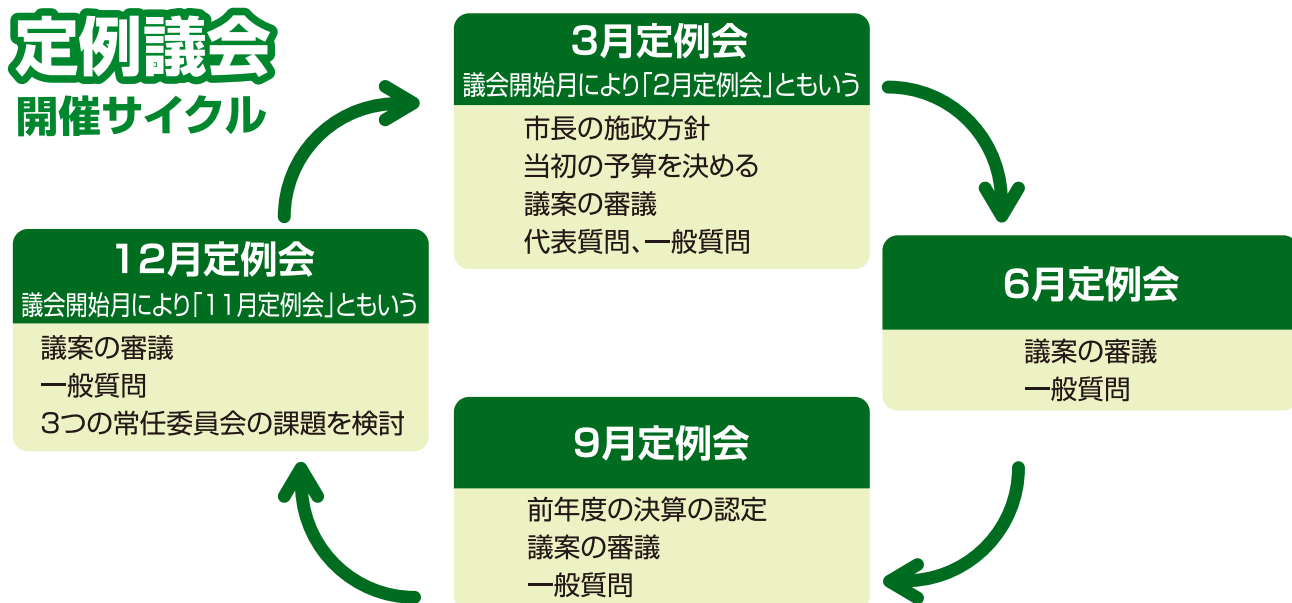 定例議会
開催サイクル
3月定例会
議会開始月により「2月定例会」ともいう
市長の施政方針
当初の予算を決める
議案の審議
代表質問、一般質問
6月定例会
議案の審議
一般質問
9月定例会
前年度の決算の認定
議案の審議
一般質問
12月定例会
議会開始月により「11月定例会」ともいう
議案の審議
一般質問
3つの常任委員会の課題を検討